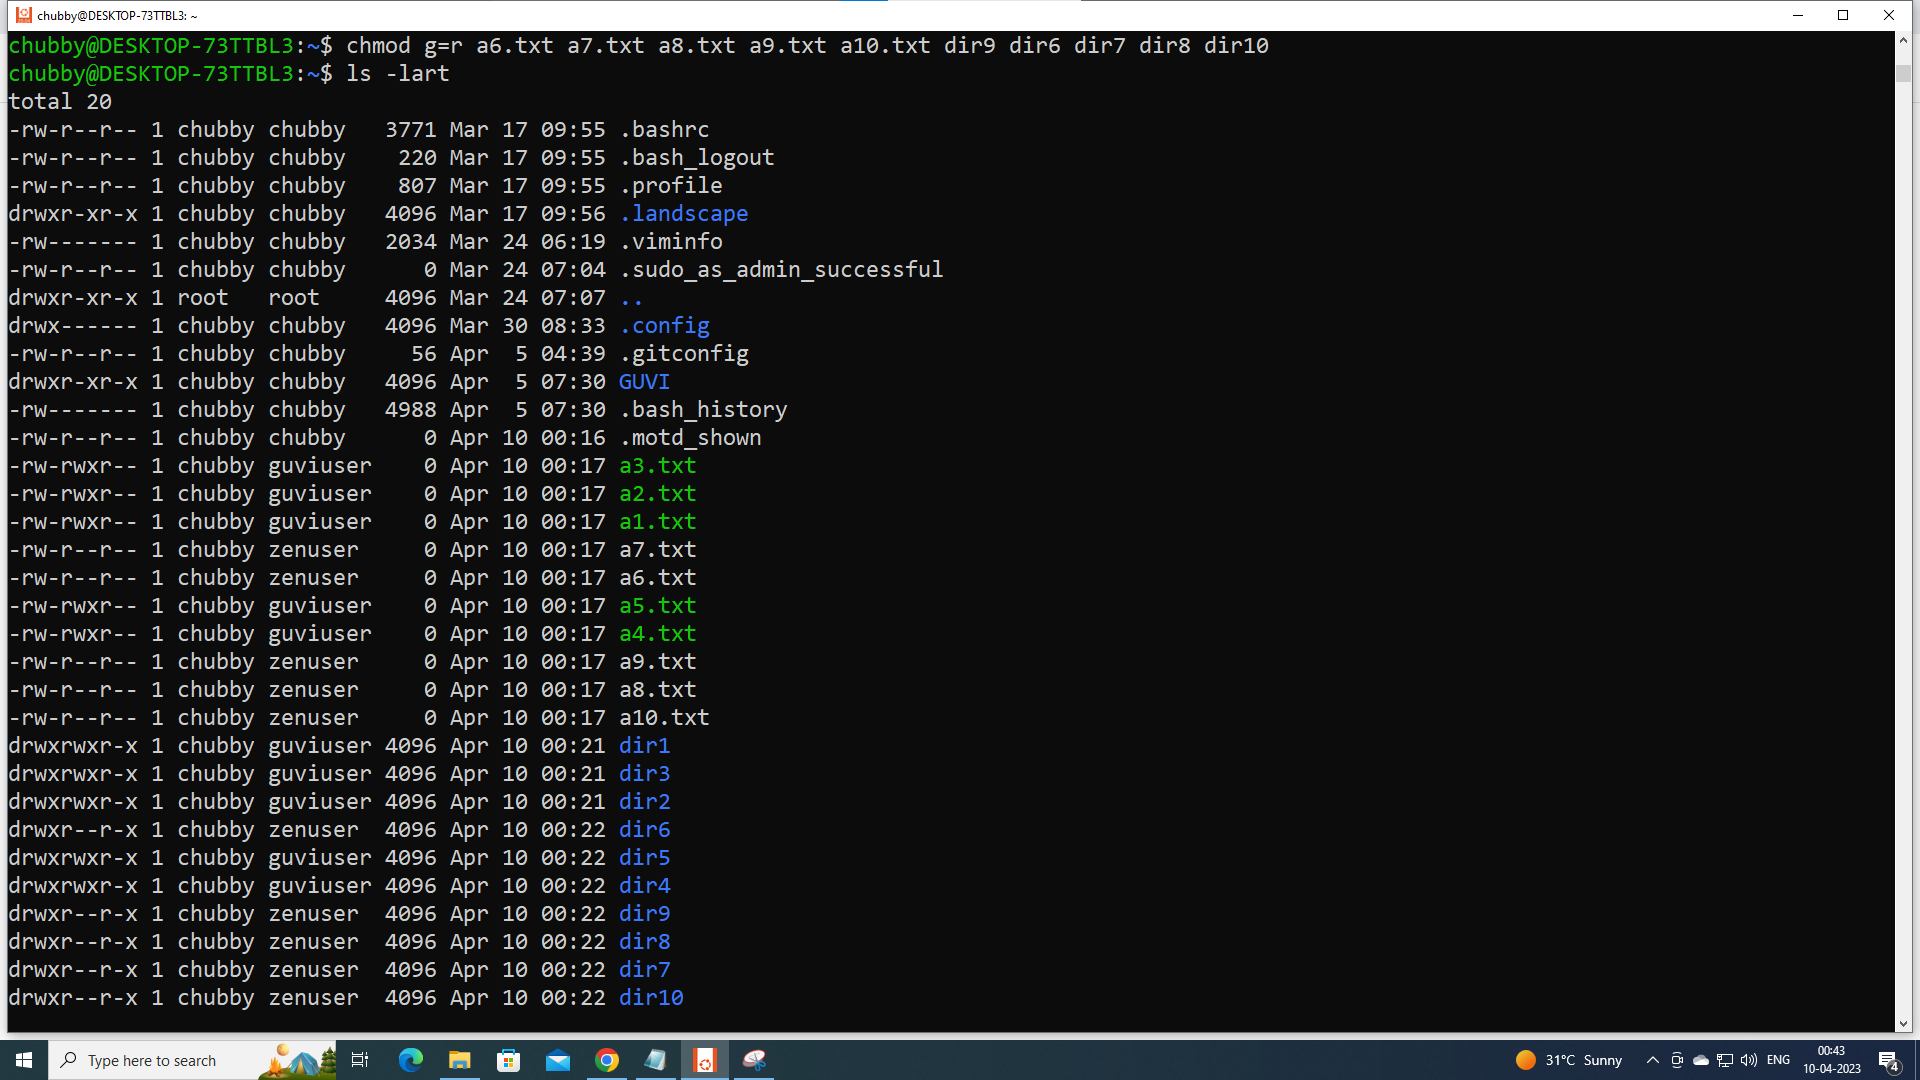 chubby@DESKTOP-73TTBL3: ~
chubby@DESKTOP-73TTBL3:~$ chmod g=r a6.txt a7.txt a8.txt a9.txt a10.txt dir9 dir6 dir7 dir8 dir10
chubby@DESKTOP-73TTBL3:~$ ls -lart
total 20
-rw-r--r-- 1 chubby chubby   3771 Mar 17 09:55 .bashrc
-rw-r--r-- 1 chubby chubby    220 Mar 17 09:55 .bash_logout
-rw-r--r-- 1 chubby chubby    807 Mar 17 09:55 .profile
drwxr-xr-x 1 chubby chubby   4096 Mar 17 09:56 .landscape
-rw------- 1 chubby chubby   2034 Mar 24 06:19 .viminfo
-rw-r--r-- 1 chubby chubby      0 Mar 24 07:04 .sudo_as_admin_successful
drwxr-xr-x 1 root   root     4096 Mar 24 07:07 ..
drwx------ 1 chubby chubby   4096 Mar 30 08:33 .config
-rw-r--r-- 1 chubby chubby     56 Apr  5 04:39 .gitconfig
drwxr-xr-x 1 chubby chubby   4096 Apr  5 07:30 GUVI
-rw------- 1 chubby chubby   4988 Apr  5 07:30 .bash_history
-rw-r--r-- 1 chubby chubby      0 Apr 10 00:16 .motd_shown
-rw-rwxr-- 1 chubby guviuser    0 Apr 10 00:17 a3.txt
-rw-rwxr-- 1 chubby guviuser    0 Apr 10 00:17 a2.txt
-rw-rwxr-- 1 chubby guviuser    0 Apr 10 00:17 a1.txt
-rw-r--r-- 1 chubby zenuser     0 Apr 10 00:17 a7.txt
-rw-r--r-- 1 chubby zenuser     0 Apr 10 00:17 a6.txt
-rw-rwxr-- 1 chubby guviuser    0 Apr 10 00:17 a5.txt
-rw-rwxr-- 1 chubby guviuser    0 Apr 10 00:17 a4.txt
-rw-r--r-- 1 chubby zenuser     0 Apr 10 00:17 a9.txt
-rw-r--r-- 1 chubby zenuser     0 Apr 10 00:17 a8.txt
-rw-r--r-- 1 chubby zenuser     0 Apr 10 00:17 a10.txt
drwxrwxr-x 1 chubby guviuser 4096 Apr 10 00:21 dir1
drwxrwxr-x 1 chubby guviuser 4096 Apr 10 00:21 dir3
drwxrwxr-x 1 chubby guviuser 4096 Apr 10 00:21 dir2
drwxr--r-x 1 chubby zenuser  4096 Apr 10 00:22 dir6
drwxrwxr-x 1 chubby guviuser 4096 Apr 10 00:22 dir5
drwxrwxr-x 1 chubby guviuser 4096 Apr 10 00:22 dir4
drwxr--r-x 1 chubby zenuser  4096 Apr 10 00:22 dir9
drwxr--r-x 1 chubby zenuser  4096 Apr 10 00:22 dir8
drwxr--r-x 1 chubby zenuser  4096 Apr 10 00:22 dir7
drwxr--r-x 1 chubby zenuser  4096 Apr 10 00:22 dir10
Type here to search
31°C Sunny
ENG
00:43
10-04-2023
4